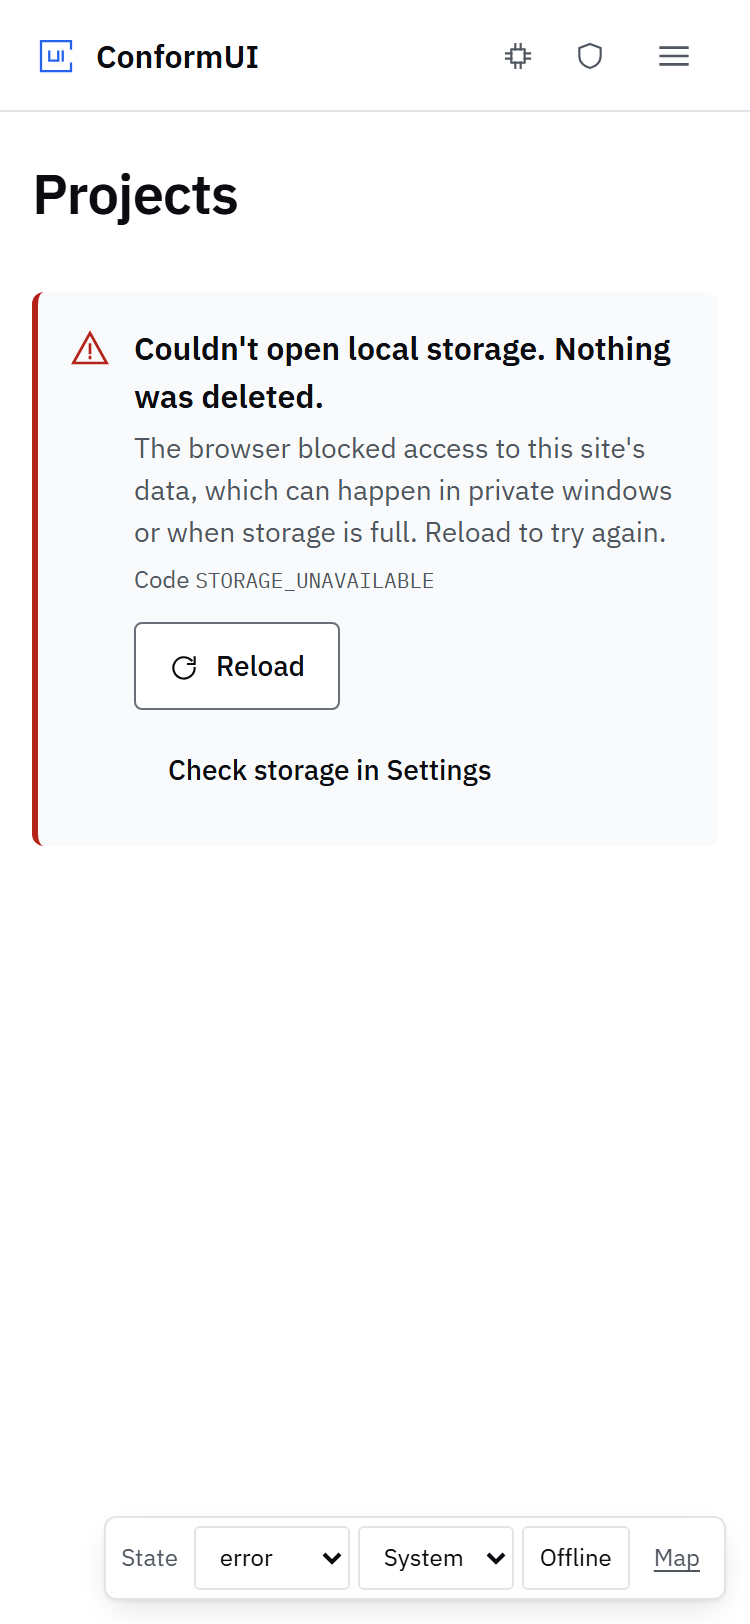 ConformUI
Projects
Couldn't open local storage. Nothing
was deleted.
The browser blocked access to this site's
data, which can happen in private windows
or when storage is full. Reload to try again.
Code STORAGE_UNAVAILABLE
Reload
Check storage in Settings
State error System Offline Map